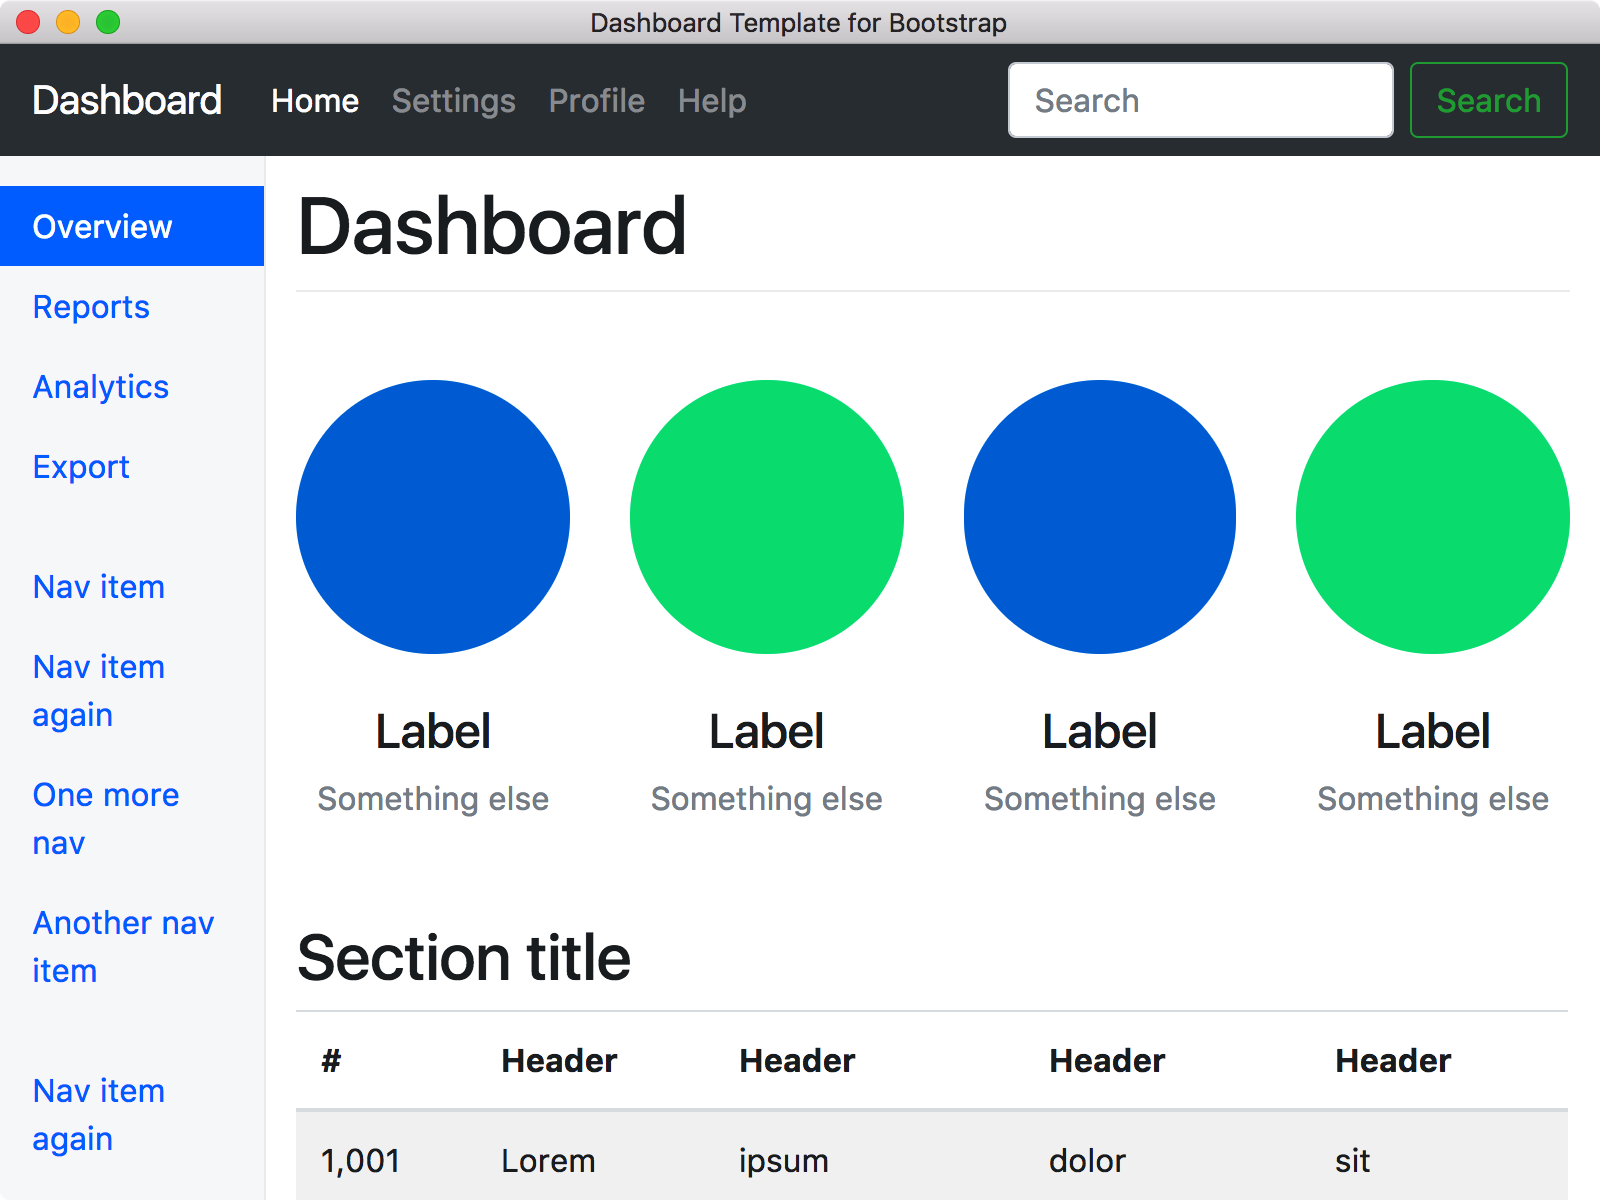 Dashboard Template for Bootstrap
Dashboard Home Settings Profile Help Search Search
Overview
Reports
Analytics
Export
Nav item
Nav item
again
One more
nav
Another nav
item
Nav item
again
Dashboard
Label Label Label Label
Something else Something else Something else Something else
Section title
# Header Header Header Header
1,001 Lorem ipsum dolor sit